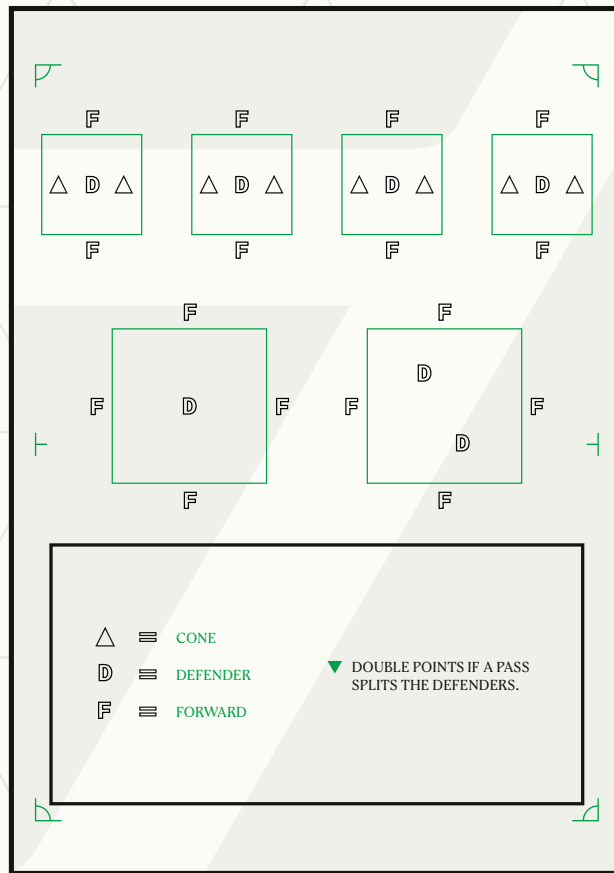 F F F F
D D D D
F F F F
F F
D
F D F F F
D
F F
= CONE
D = DEFENDER
F = FORWARD
DOUBLE POINTS IF A PASS
SPLITS THE DEFENDERS.